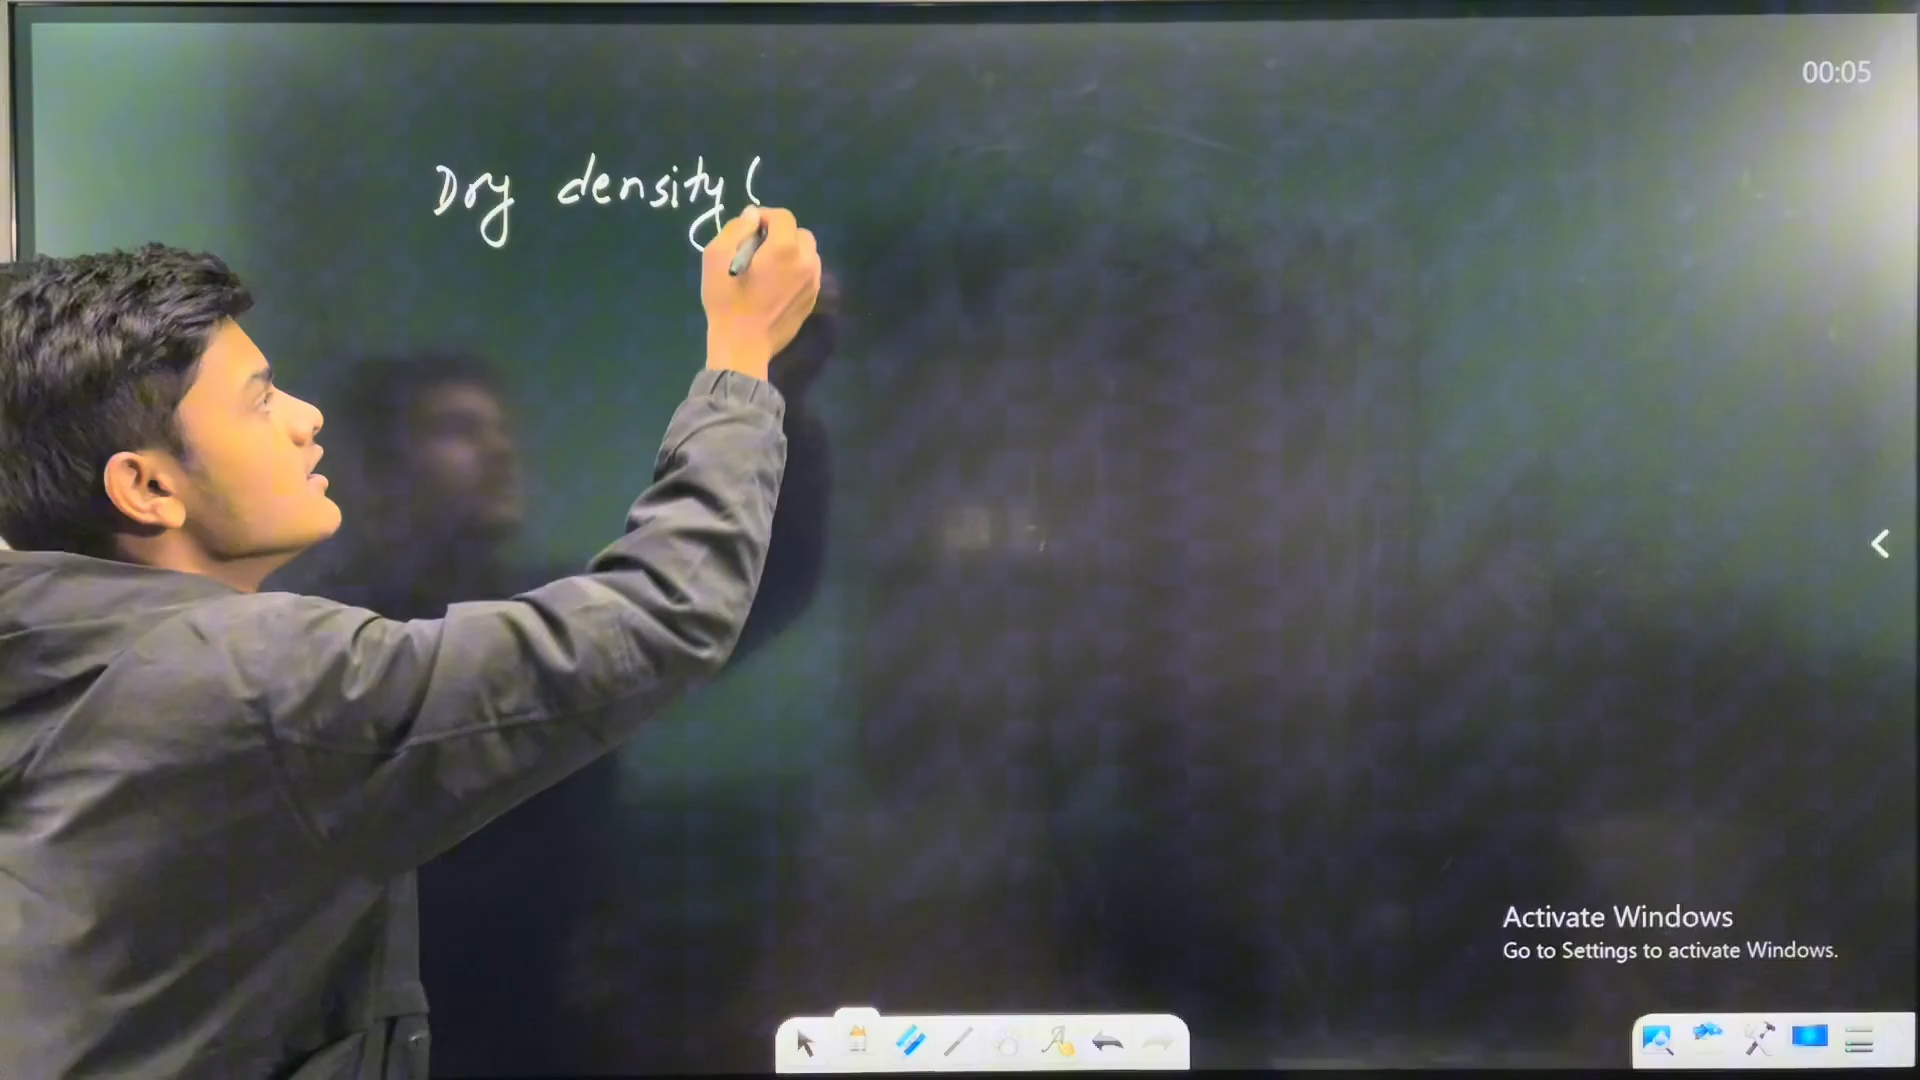 00:05
Dry density (
Activate Windows
Go to Settings to activate Windows.